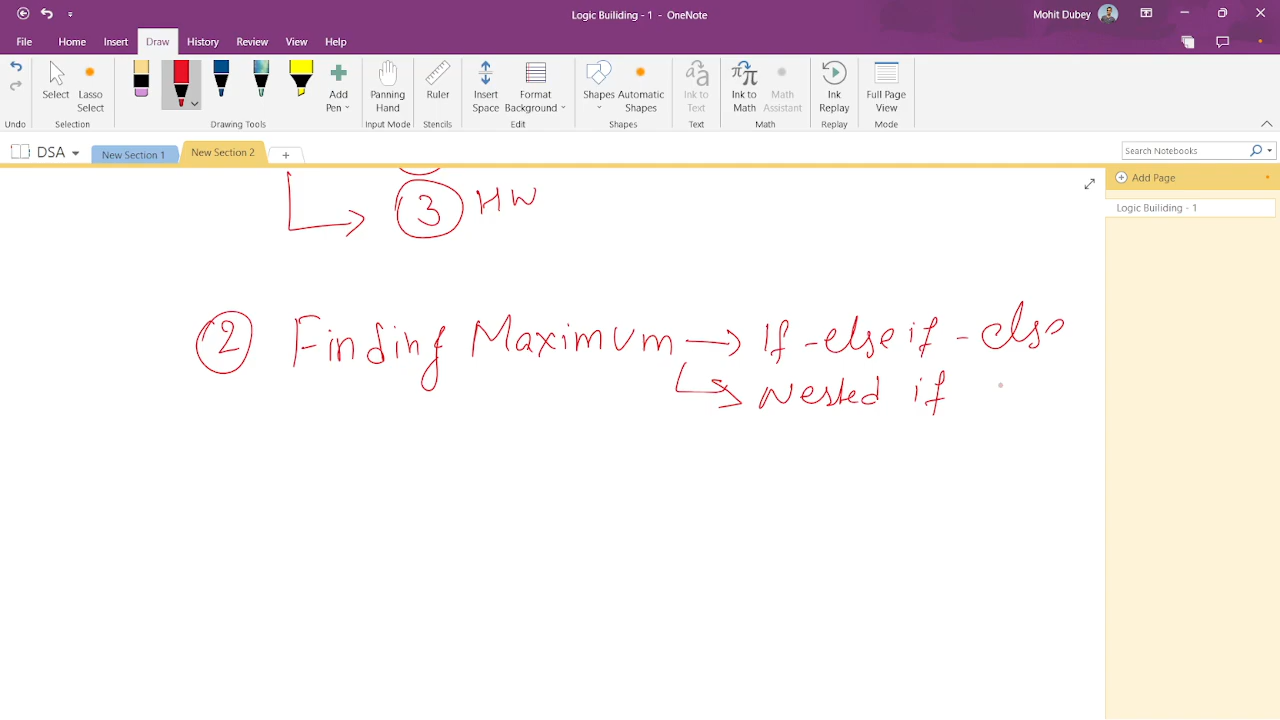 Logic Builiding - 1 - OneNote
Mohit Dubey
File Home Insert Draw History Review View Help
Select
Lasso Select
Add Pen
Panning Hand
Ruler
Insert Space
Format Background
Shapes
Automatic Shapes
Ink to Text
Ink to Math
Math Assistant
Ink Replay
Full Page View
Undo Selection Drawing Tools Input Mode Stencils Edit Shapes Text Math Replay Mode
DSA New Section 1 New Section 2 +
Search Notebooks
Add Page
Logic Builiding - 1
3 HW
2 Finding Maximum → If - else if - else
Nested if